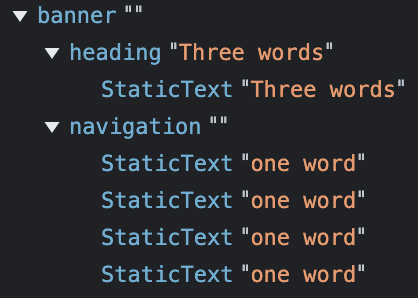 banner ""
heading "Three words"
StaticText "Three words"
navigation ""
StaticText "one word"
StaticText "one word"
StaticText "one word"
StaticText "one word"